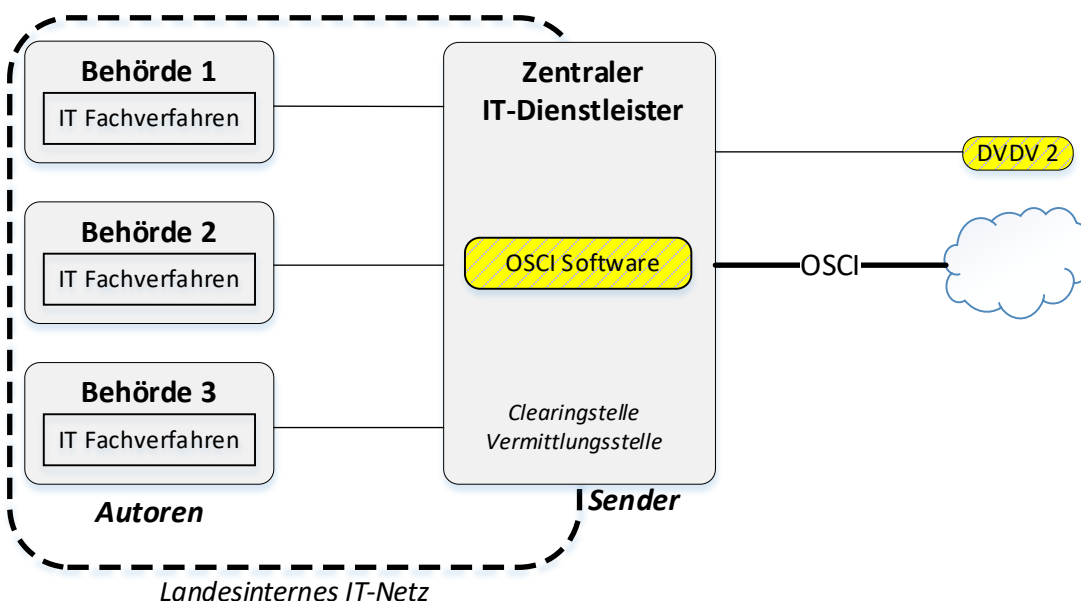 Behörde 1
IT Fachverfahren
Behörde 2
IT Fachverfahren
Behörde 3
IT Fachverfahren
Autoren
Zentraler
IT-Dienstleister
OSCI Software
Clearingstelle
Vermittlungsstelle
Sender
DVDV 2
OSCI
Landesinternes IT-Netz